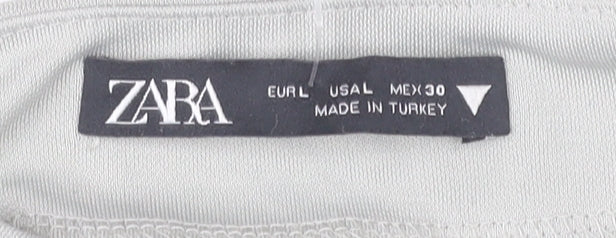 ZARA
EUR L USA L MEX 30
MADE IN TURKEY